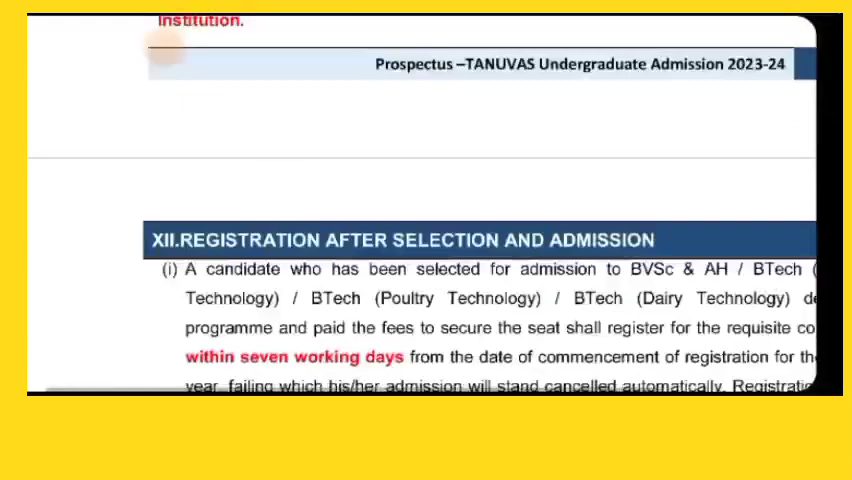 Institution.
Prospectus –TANUVAS Undergraduate Admission 2023-24
XII.REGISTRATION AFTER SELECTION AND ADMISSION
(i) A candidate who has been selected for admission to BVSc & AH / BTech (
Technology) / BTech (Poultry Technology) / BTech (Dairy Technology)
programme and paid the fees to secure the seat shall register for the requisite
within seven working days from the date of commencement of registration for
year, failing which his/her admission will stand cancelled automatically.